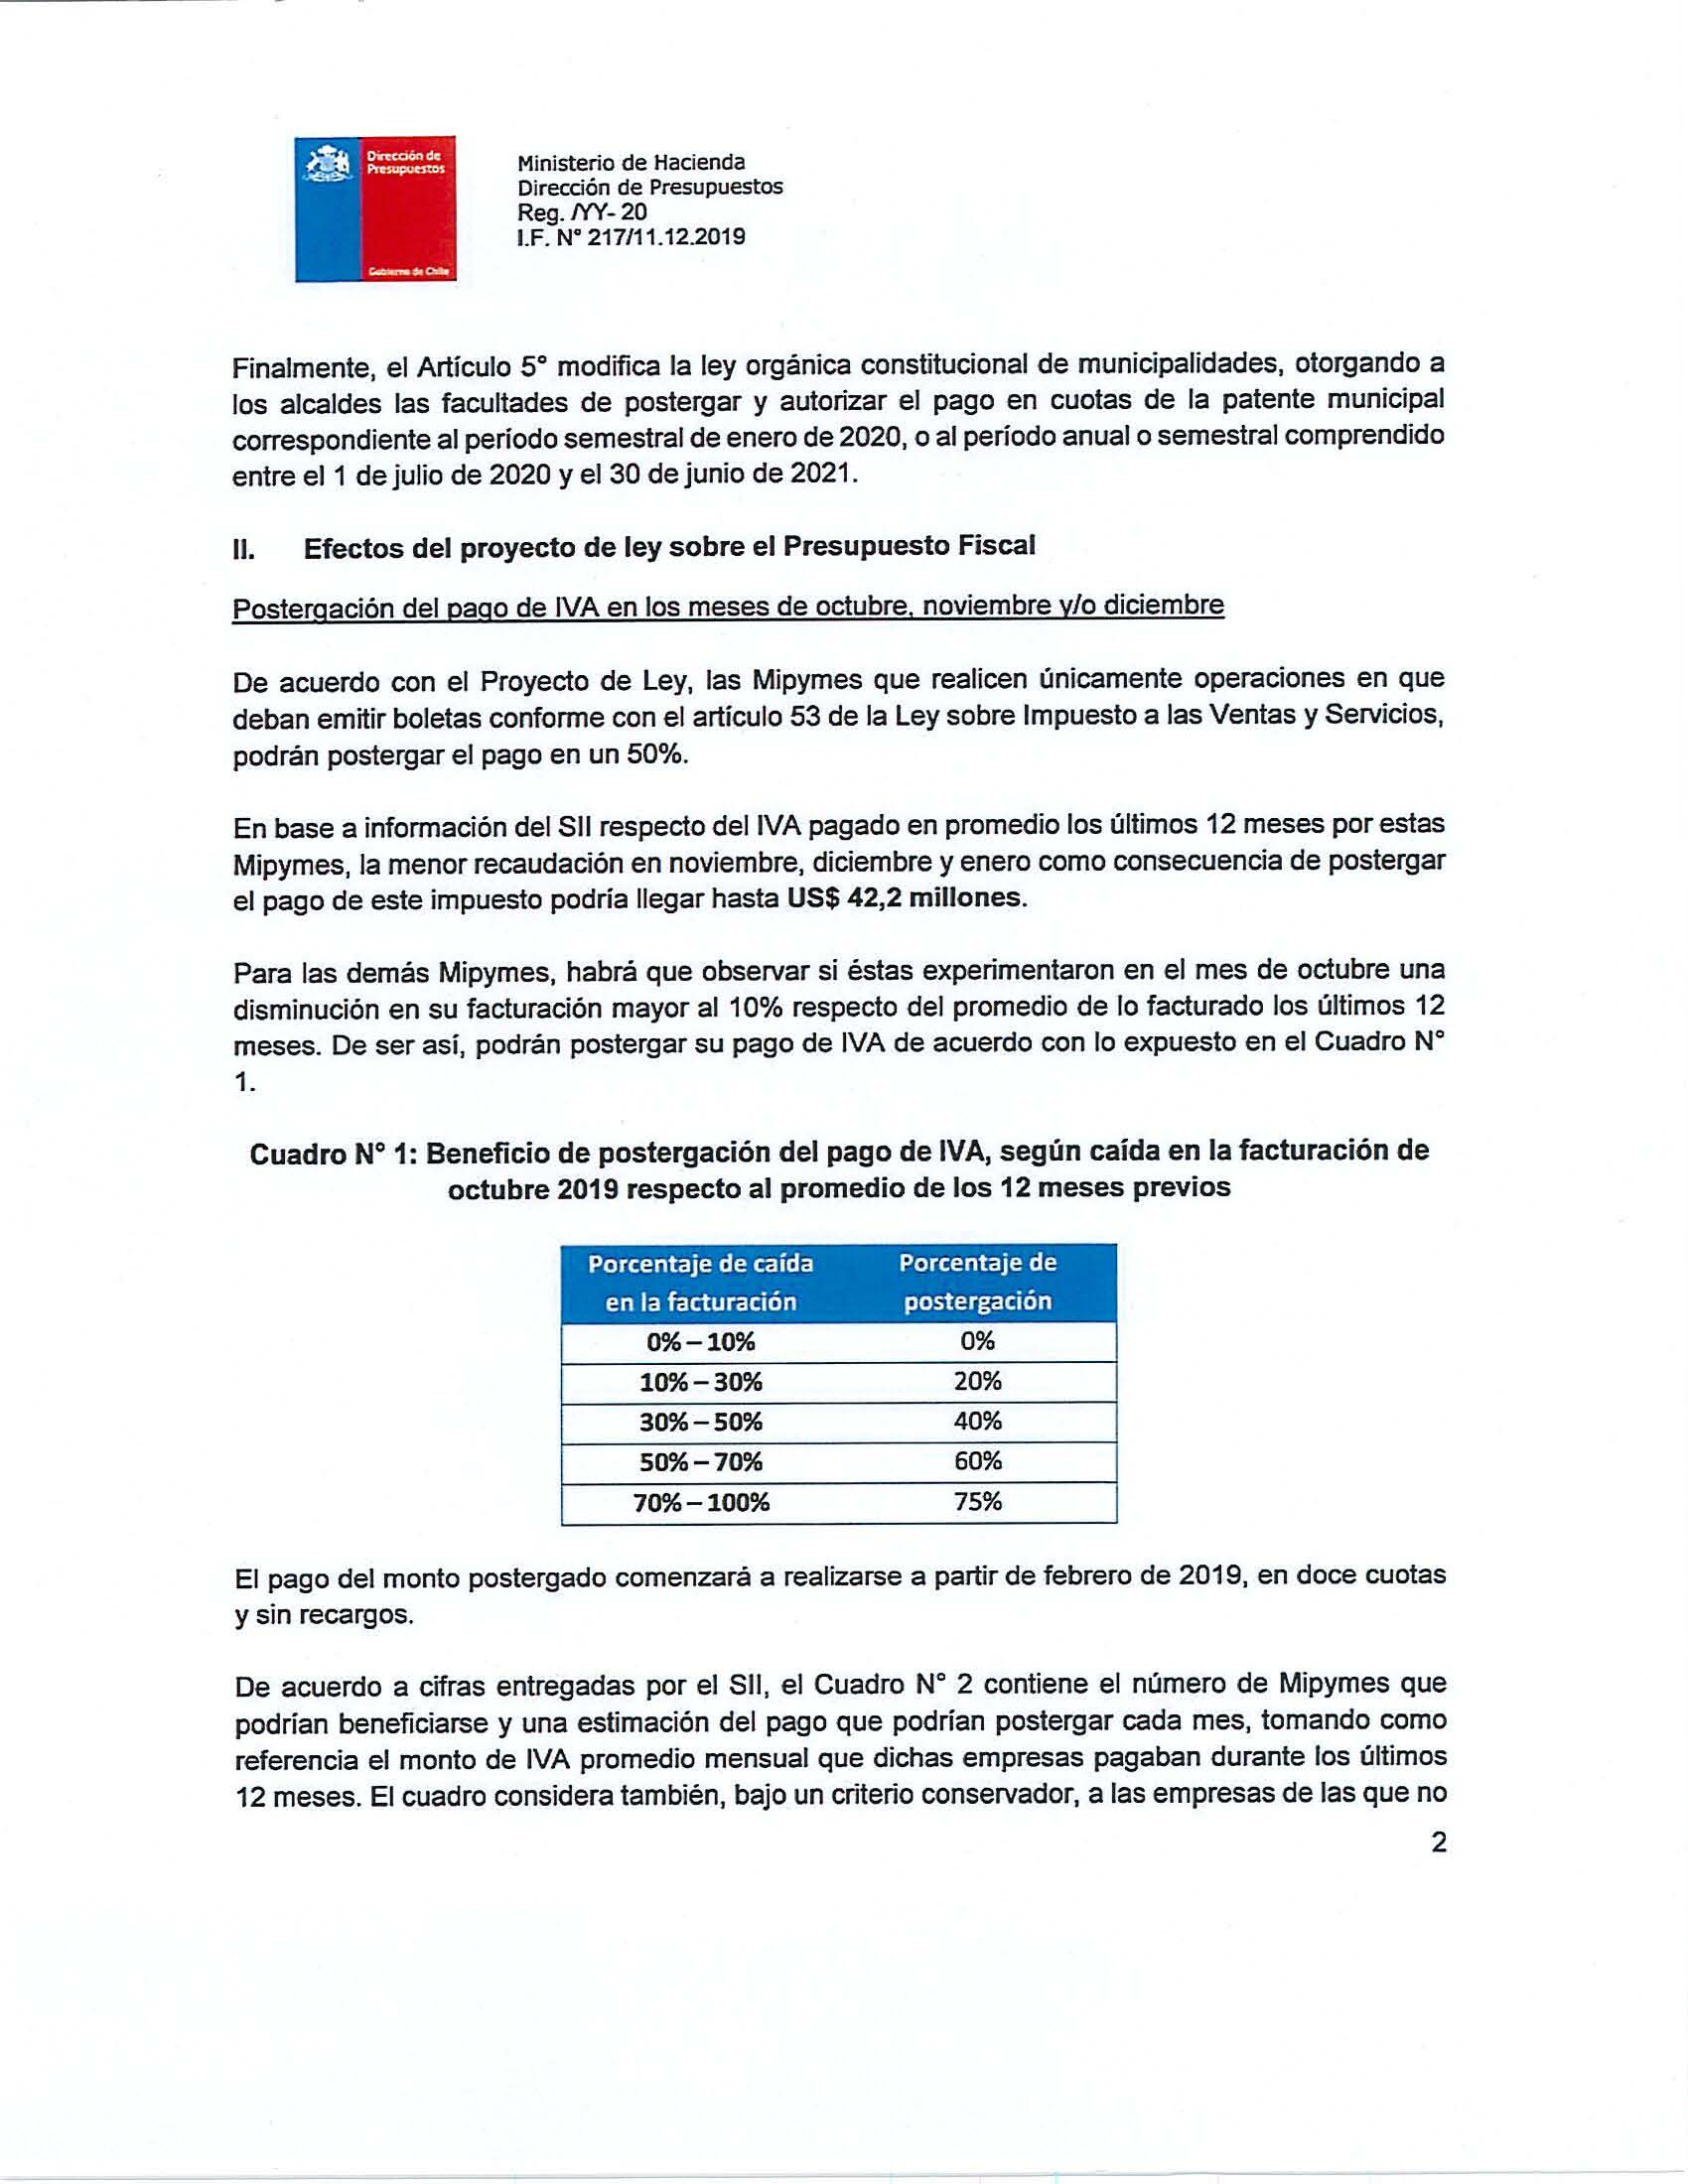 Dirección de
Presupuestos
Gobierno de Chile
Ministerio de Hacienda
Dirección de Presupuestos
Reg. /YY- 20
I.F. N° 217/11.12.2019
Finalmente, el Artículo 5° modifica la ley orgánica constitucional de municipalidades, otorgando a
los alcaldes las facultades de postergar y autorizar el pago en cuotas de la patente municipal
correspondiente al período semestral de enero de 2020, o al período anual o semestral comprendido
entre el 1 de julio de 2020 y el 30 de junio de 2021.
II. Efectos del proyecto de ley sobre el Presupuesto Fiscal
Postergación del pago de IVA en los meses de octubre, noviembre y/o diciembre
De acuerdo con el Proyecto de Ley, las Mipymes que realicen únicamente operaciones en que
deban emitir boletas conforme con el artículo 53 de la Ley sobre Impuesto a las Ventas y Servicios,
podrán postergar el pago en un 50%.
En base a información del SII respecto del IVA pagado en promedio los últimos 12 meses por estas
Mipymes, la menor recaudación en noviembre, diciembre y enero como consecuencia de postergar
el pago de este impuesto podría llegar hasta US$ 42,2 millones.
Para las demás Mipymes, habrá que observar si éstas experimentaron en el mes de octubre una
disminución en su facturación mayor al 10% respecto del promedio de lo facturado los últimos 12
meses. De ser así, podrán postergar su pago de IVA de acuerdo con lo expuesto en el Cuadro N°
1.
Cuadro N° 1: Beneficio de postergación del pago de IVA, según caída en la facturación de
octubre 2019 respecto al promedio de los 12 meses previos
Porcentaje de caída Porcentaje de
en la facturación postergación
0% – 10% 0%
10% – 30% 20%
30% – 50% 40%
50% – 70% 60%
70% – 100% 75%
El pago del monto postergado comenzará a realizarse a partir de febrero de 2019, en doce cuotas
y sin recargos.
De acuerdo a cifras entregadas por el SII, el Cuadro N° 2 contiene el número de Mipymes que
podrían beneficiarse y una estimación del pago que podrían postergar cada mes, tomando como
referencia el monto de IVA promedio mensual que dichas empresas pagaban durante los últimos
12 meses. El cuadro considera también, bajo un criterio conservador, a las empresas de las que no
2